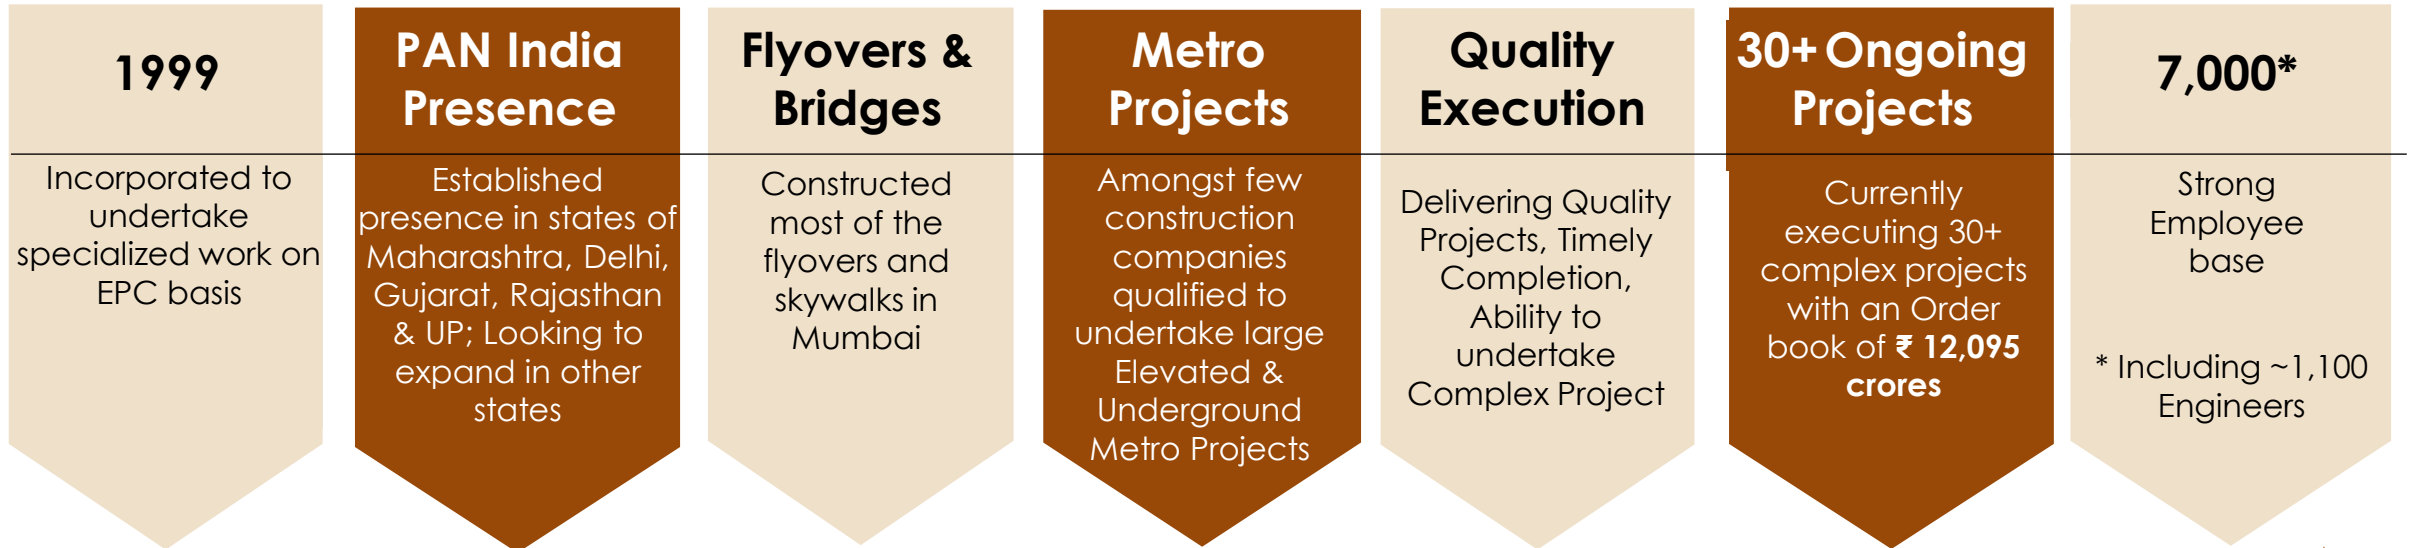 1999
Incorporated to
undertake
specialized work on
EPC basis
PAN India
Presence
Established
presence in states of
Maharashtra, Delhi,
Gujarat, Rajasthan
& UP; Looking to
expand in other
states
Flyovers &
Bridges
Constructed
most of the
flyovers and
skywalks in
Mumbai
Metro
Projects
Amongst few
construction
companies
qualified to
undertake large
Elevated &
Underground
Metro Projects
Quality
Execution
Delivering Quality
Projects, Timely
Completion,
Ability to
undertake
Complex Project
30+ Ongoing
Projects
Currently
executing 30+
complex projects
with an Order
book of ₹ 12,095
crores
7,000*
Strong
Employee
base
* Including ~1,100
Engineers